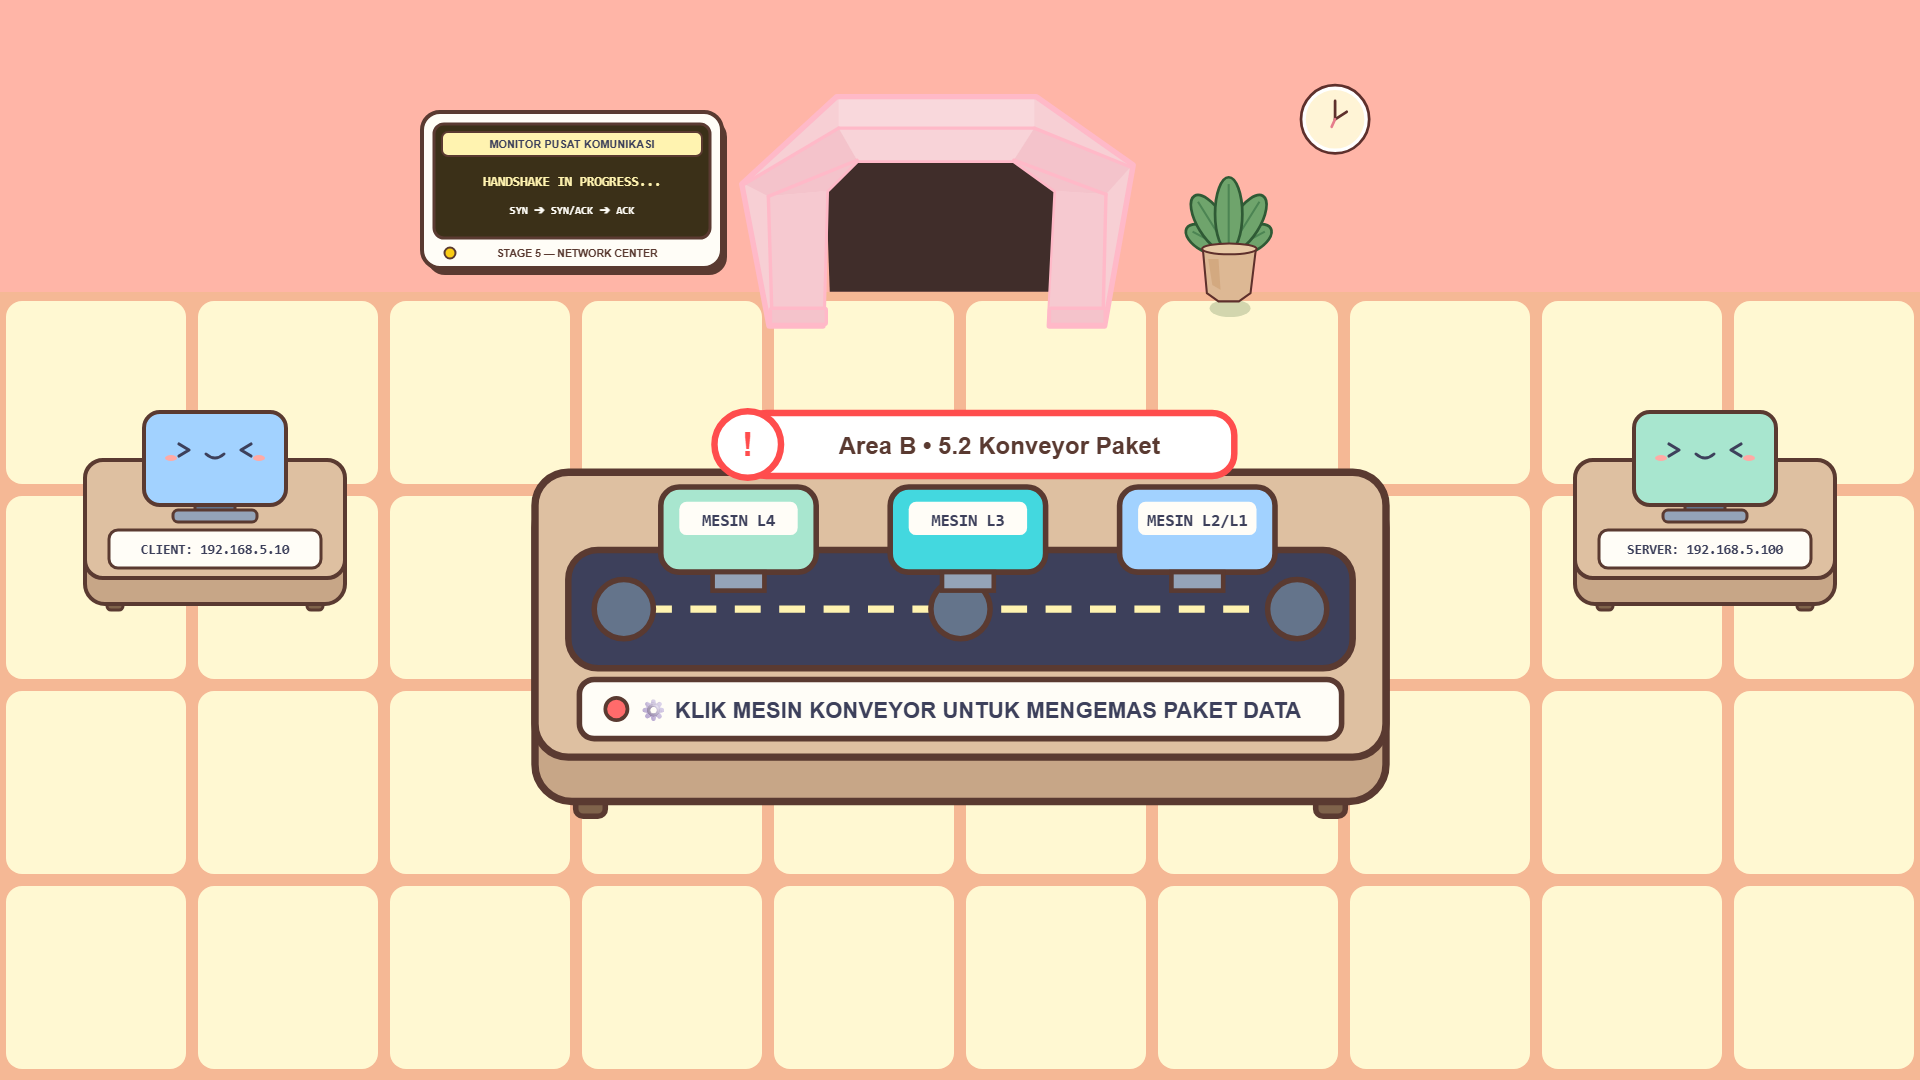 MONITOR PUSAT KOMUNIKASI
HANDSHAKE IN PROGRESS...
SYN ➔ SYN/ACK ➔ ACK
STAGE 5 — NETWORK CENTER
! Area B • 5.2 Konveyor Paket
MESIN L4
MESIN L3
MESIN L2/L1
CLIENT: 192.168.5.10
SERVER: 192.168.5.100
KLIK MESIN KONVEYOR UNTUK MENGEMAS PAKET DATA